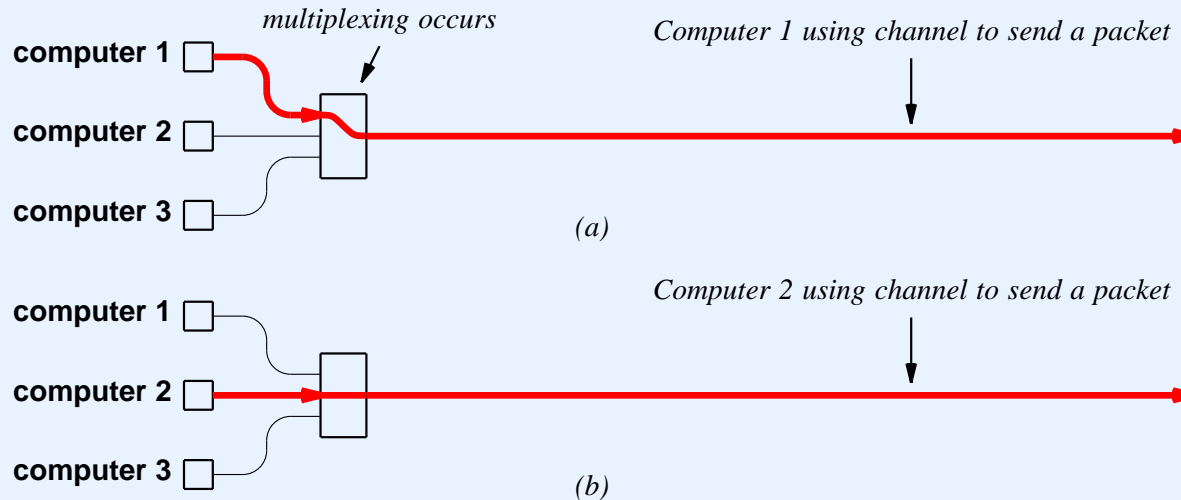 multiplexing occurs
computer 1
Computer 1 using channel to send a packet
computer 2
computer 3
(a)
computer 1
Computer 2 using channel to send a packet
computer 2
computer 3
(b)